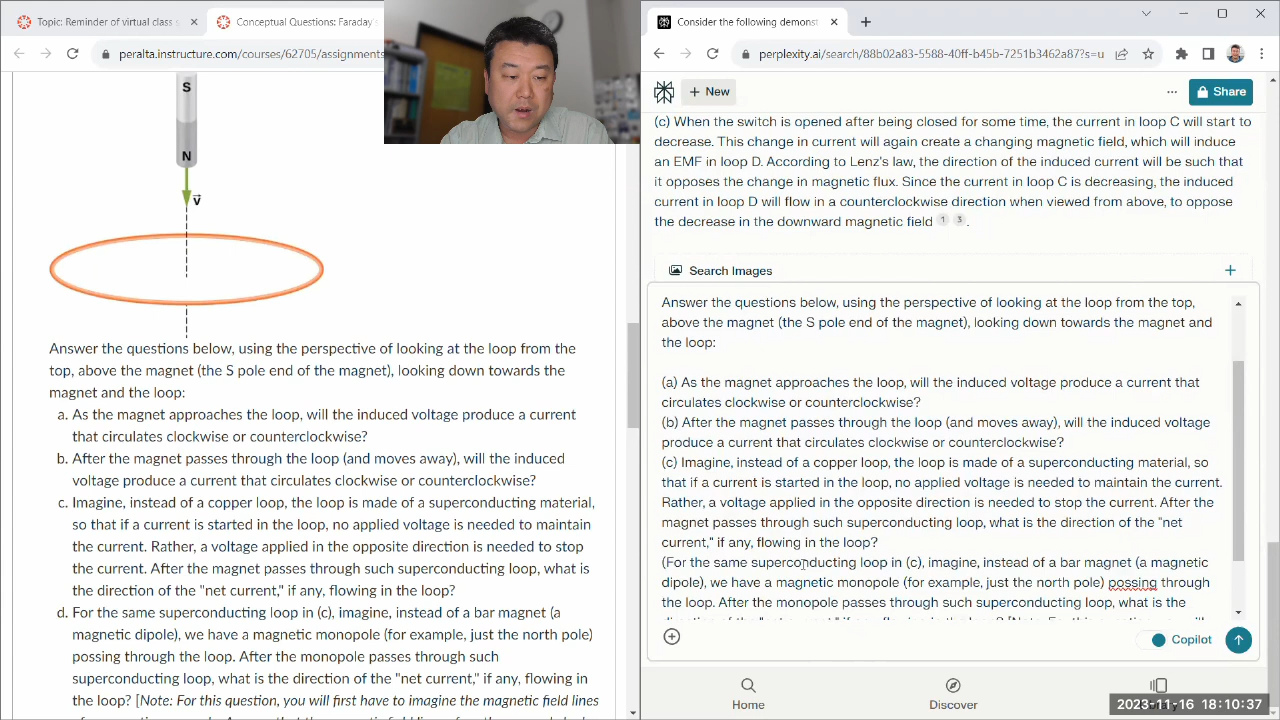 Topic: Reminder of virtual class s
Conceptual Questions: Faraday'
Consider the following demonst
peralta.instructure.com/courses/62705/assignments
perplexity.ai/search/88b02a83-5588-40ff-b45b-7251b3462a87?s=u
New
Share
S
N
v
(c) When the switch is opened after being closed for some time, the current in loop C will start to
decrease. This change in current will again create a changing magnetic field, which will induce
an EMF in loop D. According to Lenz's law, the direction of the induced current will be such that
it opposes the change in magnetic flux. Since the current in loop C is decreasing, the induced
current in loop D will flow in a counterclockwise direction when viewed from above, to oppose
the decrease in the downward magnetic field 1 3 .
Search Images
Answer the questions below, using the perspective of looking at the loop from the
top, above the magnet (the S pole end of the magnet), looking down towards the
magnet and the loop:
a. As the magnet approaches the loop, will the induced voltage produce a current
that circulates clockwise or counterclockwise?
b. After the magnet passes through the loop (and moves away), will the induced
voltage produce a current that circulates clockwise or counterclockwise?
c. Imagine, instead of a copper loop, the loop is made of a superconducting material,
so that if a current is started in the loop, no applied voltage is needed to maintain
the current. Rather, a voltage applied in the opposite direction is needed to stop
the current. After the magnet passes through such superconducting loop, what is
the direction of the "net current," if any, flowing in the loop?
d. For the same superconducting loop in (c), imagine, instead of a bar magnet (a
magnetic dipole), we have a magnetic monopole (for example, just the north pole)
possing through the loop. After the monopole passes through such
superconducting loop, what is the direction of the "net current," if any, flowing in
the loop? [Note: For this question, you will first have to imagine the magnetic field lines
Answer the questions below, using the perspective of looking at the loop from the top,
above the magnet (the S pole end of the magnet), looking down towards the magnet and
the loop:
(a) As the magnet approaches the loop, will the induced voltage produce a current that
circulates clockwise or counterclockwise?
(b) After the magnet passes through the loop (and moves away), will the induced voltage
produce a current that circulates clockwise or counterclockwise?
(c) Imagine, instead of a copper loop, the loop is made of a superconducting material, so
that if a current is started in the loop, no applied voltage is needed to maintain the current.
Rather, a voltage applied in the opposite direction is needed to stop the current. After the
magnet passes through such superconducting loop, what is the direction of the "net
current," if any, flowing in the loop?
(For the same superconducting loop in (c), imagine, instead of a bar magnet (a magnetic
dipole), we have a magnetic monopole (for example, just the north pole) possing through
the loop. After the monopole passes through such superconducting loop, what is the
Copilot
Home
Discover
2023-11-16 18:10:37